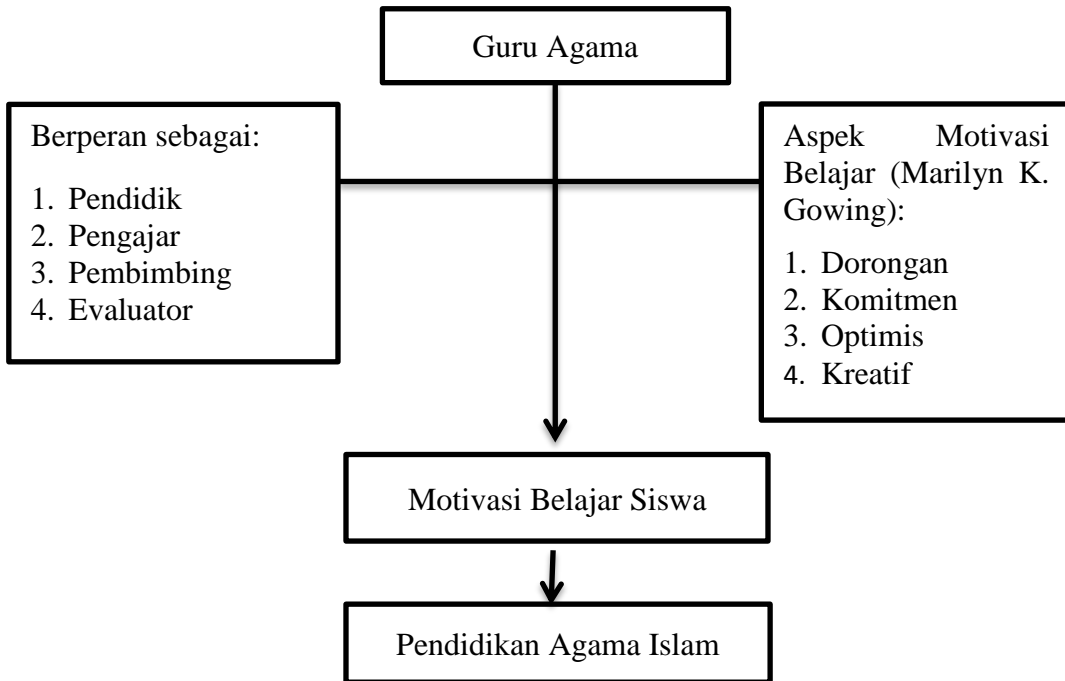 Guru Agama
Berperan sebagai:
1. Pendidik
2. Pengajar
3. Pembimbing
4. Evaluator
Aspek Motivasi
Belajar (Marilyn K.
Gowing):
1. Dorongan
2. Komitmen
3. Optimis
4. Kreatif
Motivasi Belajar Siswa
Pendidikan Agama Islam